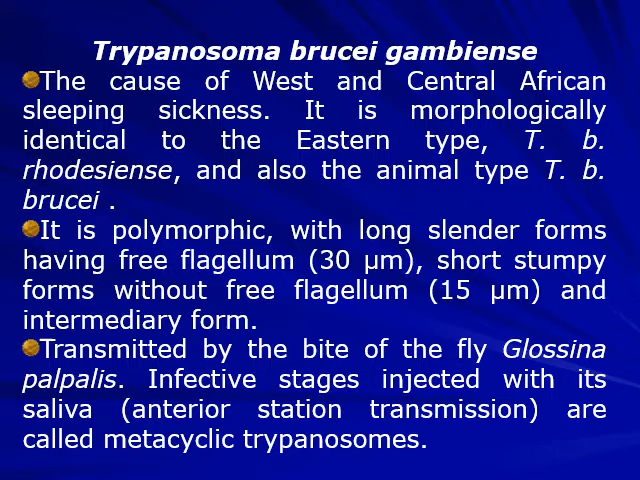 Trypanosoma brucei gambiense
The cause of West and Central African
sleeping sickness. It is morphologically
identical to the Eastern type, T. b.
rhodesiense, and also the animal type T. b.
brucei .
It is polymorphic, with long slender forms
having free flagellum (30 µm), short stumpy
forms without free flagellum (15 µm) and
intermediary form.
Transmitted by the bite of the fly Glossina
palpalis. Infective stages injected with its
saliva (anterior station transmission) are
called metacyclic trypanosomes.